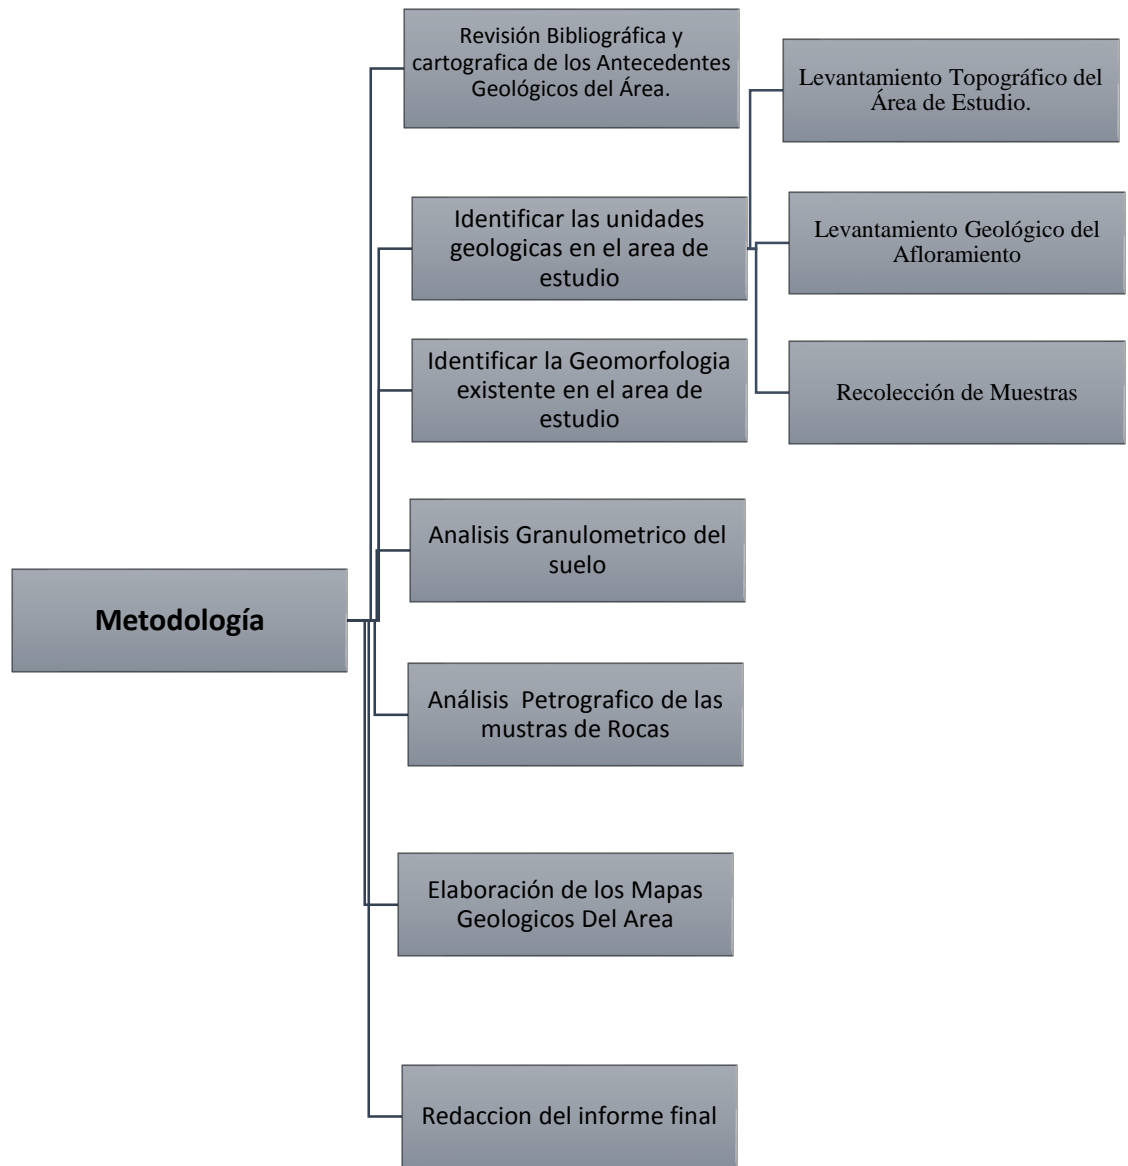 Revisión Bibliográfica y
cartografica de los Antecedentes
Geológicos del Área.
Levantamiento Topográfico del
Área de Estudio.
Identificar las unidades
geologicas en el area de
estudio
Levantamiento Geológico del
Afloramiento
Identificar la Geomorfologia
existente en el area de
estudio
Recolección de Muestras
Analisis Granulometrico del
suelo
Metodología
Análisis Petrografico de las
mustras de Rocas
Elaboración de los Mapas
Geologicos Del Area
Redaccion del informe final